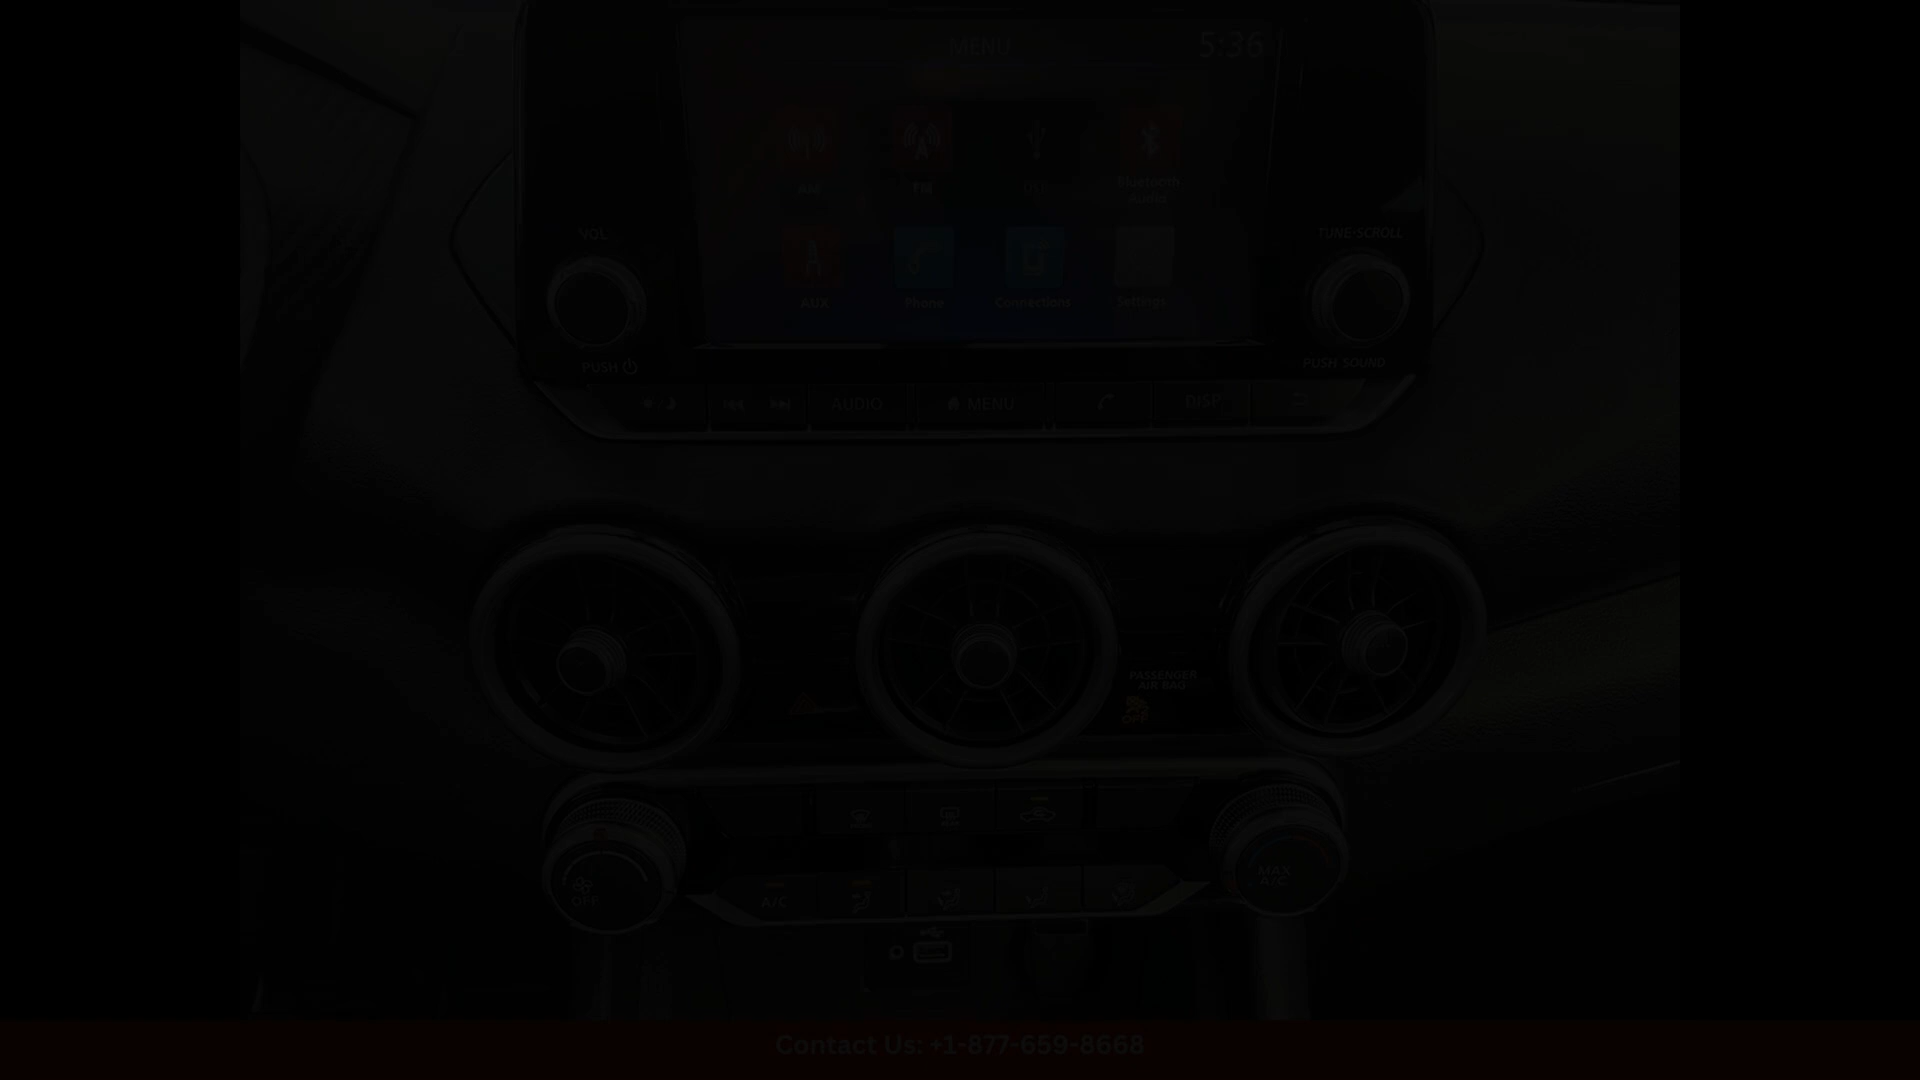 MENU
5:36
AM
FM
USB
Bluetooth
Audio
VOL
TUNE·SCROLL
AUX
Phone
Connections
Settings
PUSH
PUSH SOUND
AUDIO
MENU
DISP
PASSENGER
AIR BAG
OFF
MAX
A/C
OFF
A/C
Contact Us: +1-877-659-8668